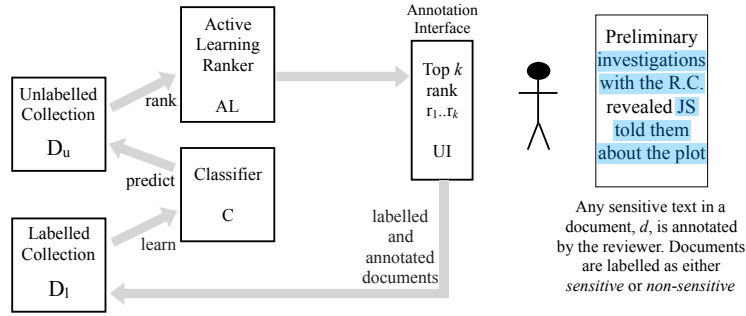 Unlabelled
Collection
Dᵤ
rank
Active
Learning
Ranker
AL
Annotation
Interface
Top k
rank
r₁..rₖ
UI
predict
Classifier
C
Labelled
Collection
Dₗ
learn
labelled
and
annotated
documents
Preliminary
investigations
with the R.C.
revealed JS
told them
about the plot
Any sensitive text in a
document, d, is annotated
by the reviewer. Documents
are labelled as either
sensitive or non-sensitive